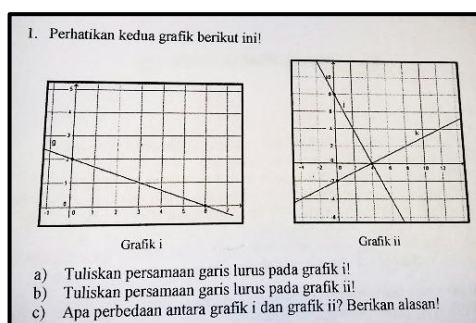 1. Perhatikan kedua grafik berikut ini!
g
l
k
Grafik i
Grafik ii
a) Tuliskan persamaan garis lurus pada grafik i!
b) Tuliskan persamaan garis lurus pada grafik ii!
c) Apa perbedaan antara grafik i dan grafik ii? Berikan alasan!